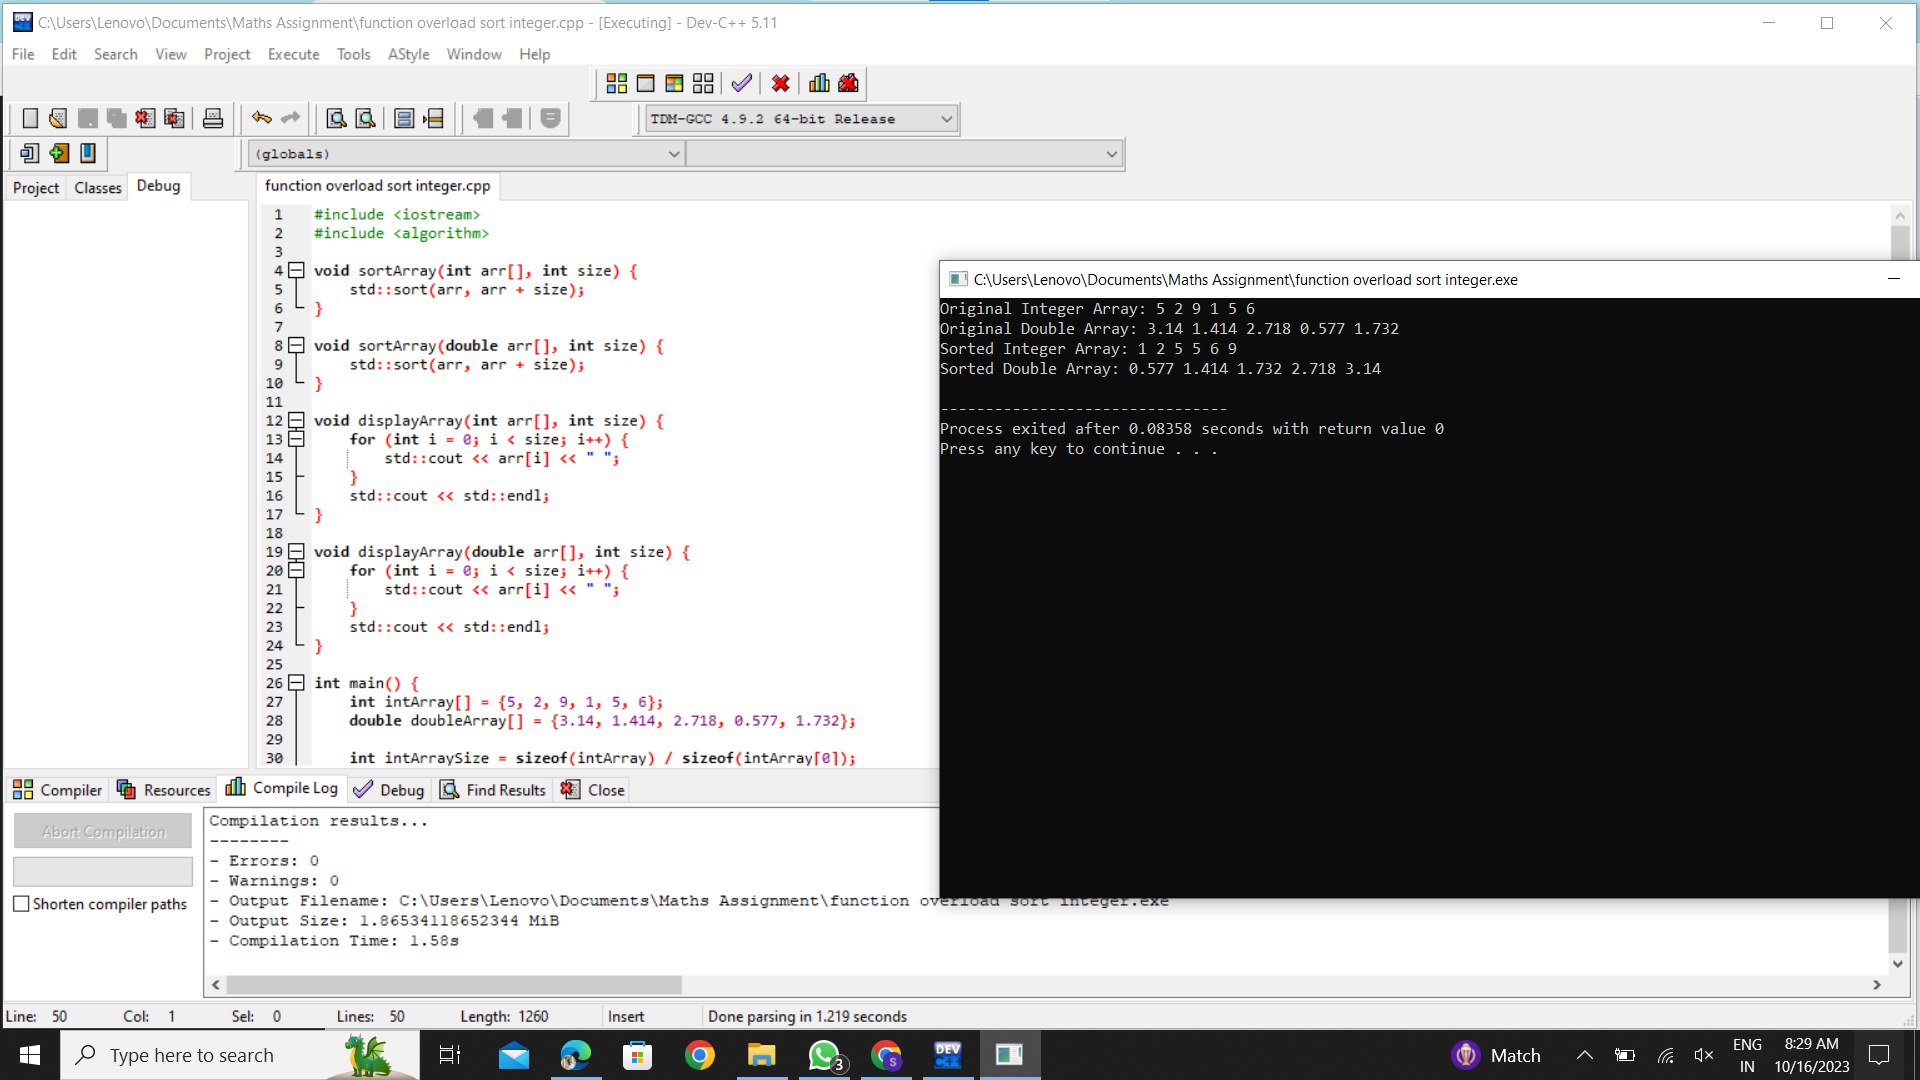 C:\Users\Lenovo\Documents\Maths Assignment\function overload sort integer.cpp - [Executing] - Dev-C++ 5.11
File Edit Search View Project Execute Tools AStyle Window Help
TDM-GCC 4.9.2 64-bit Release
(globals)
Project Classes Debug
function overload sort integer.cpp
1 #include <iostream>
2 #include <algorithm>
3
4 void sortArray(int arr[], int size) {
5 std::sort(arr, arr + size);
6 }
7
8 void sortArray(double arr[], int size) {
9 std::sort(arr, arr + size);
10 }
11
12 void displayArray(int arr[], int size) {
13 for (int i = 0; i < size; i++) {
14 std::cout << arr[i] << " ";
15 }
16 std::cout << std::endl;
17 }
18
19 void displayArray(double arr[], int size) {
20 for (int i = 0; i < size; i++) {
21 std::cout << arr[i] << " ";
22 }
23 std::cout << std::endl;
24 }
25
26 int main() {
27 int intArray[] = {5, 2, 9, 1, 5, 6};
28 double doubleArray[] = {3.14, 1.414, 2.718, 0.577, 1.732};
29
30 int intArraySize = sizeof(intArray) / sizeof(intArray[0]);
C:\Users\Lenovo\Documents\Maths Assignment\function overload sort integer.exe
Original Integer Array: 5 2 9 1 5 6
Original Double Array: 3.14 1.414 2.718 0.577 1.732
Sorted Integer Array: 1 2 5 5 6 9
Sorted Double Array: 0.577 1.414 1.732 2.718 3.14
--------------------------------
Process exited after 0.08358 seconds with return value 0
Press any key to continue . . .
Compiler Resources Compile Log Debug Find Results Close
Abort Compilation
Shorten compiler paths
Compilation results...
--------
- Errors: 0
- Warnings: 0
- Output Filename: C:\Users\Lenovo\Documents\Maths Assignment\function overload sort integer.exe
- Output Size: 1.86534118652344 MiB
- Compilation Time: 1.58s
Line: 50 Col: 1 Sel: 0 Lines: 50 Length: 1260 Insert Done parsing in 1.219 seconds
Type here to search
DEV C++
3
S
Match
ENG
IN
8:29 AM
10/16/2023